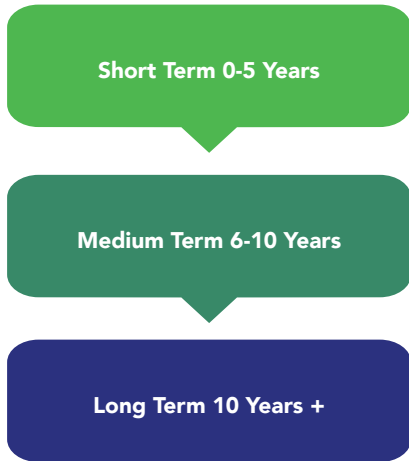 Short Term 0-5 Years
Medium Term 6-10 Years
Long Term 10 Years +